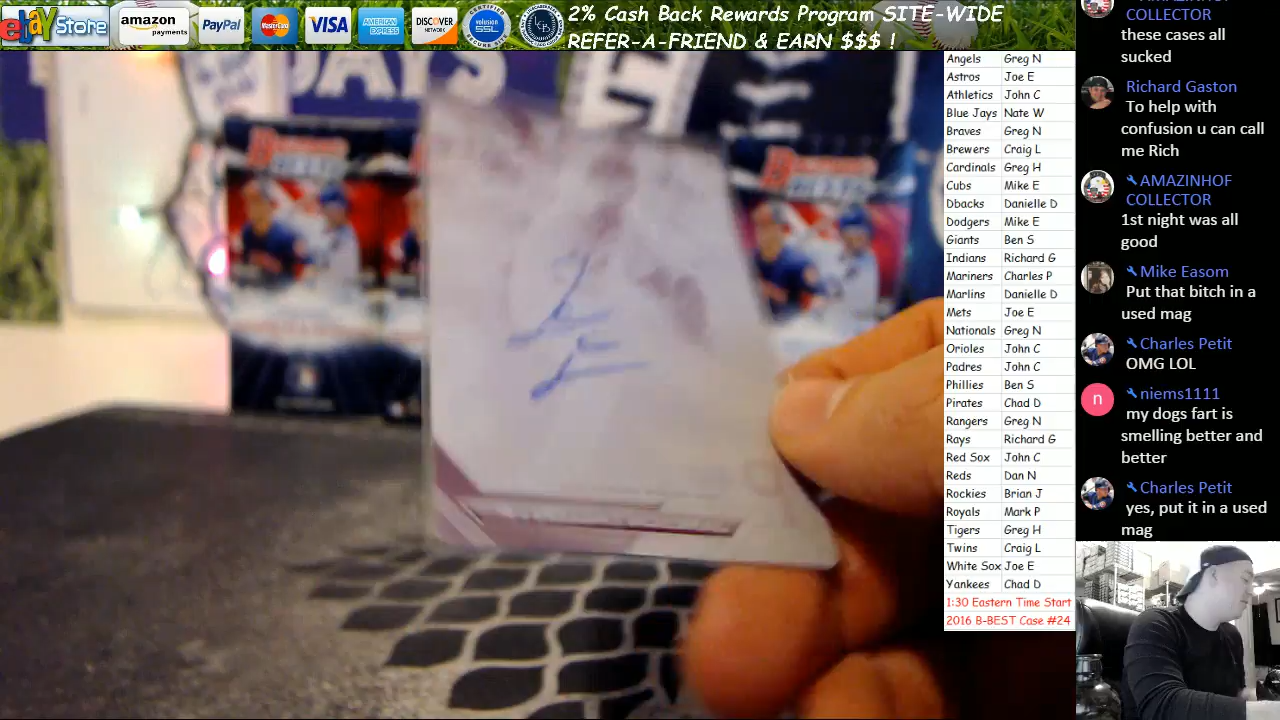 ebay Store
amazon
payments
PayPal
MasterCard
VISA
AMERICAN
EXPRESS
DISCOVER
NETWORK
volusion
SSL
2% Cash Back Rewards Program SITE-WIDE
REFER-A-FRIEND & EARN $$$ !
Angels Greg N
Astros Joe E
Athletics John C
Blue Jays Nate W
Braves Greg N
Brewers Craig L
Cardinals Greg H
Cubs Mike E
Dbacks Danielle D
Dodgers Mike E
Giants Ben S
Indians Richard G
Mariners Charles P
Marlins Danielle D
Mets Joe E
Nationals Greg N
Orioles John C
Padres John C
Phillies Ben S
Pirates Chad D
Rangers Greg N
Rays Richard G
Red Sox John C
Reds Dan N
Rockies Brian J
Royals Mark P
Tigers Greg H
Twins Craig L
White Sox Joe E
Yankees Chad D
1:30 Eastern Time Start
2016 B-BEST Case #24
COLLECTOR
these cases all
sucked
Richard Gaston
To help with
confusion u can call
me Rich
AMAZINHOF
COLLECTOR
1st night was all
good
Mike Easom
Put that bitch in a
used mag
Charles Petit
OMG LOL
n
niems1111
my dogs fart is
smelling better and
better
Charles Petit
yes, put it in a used
mag
DAYS